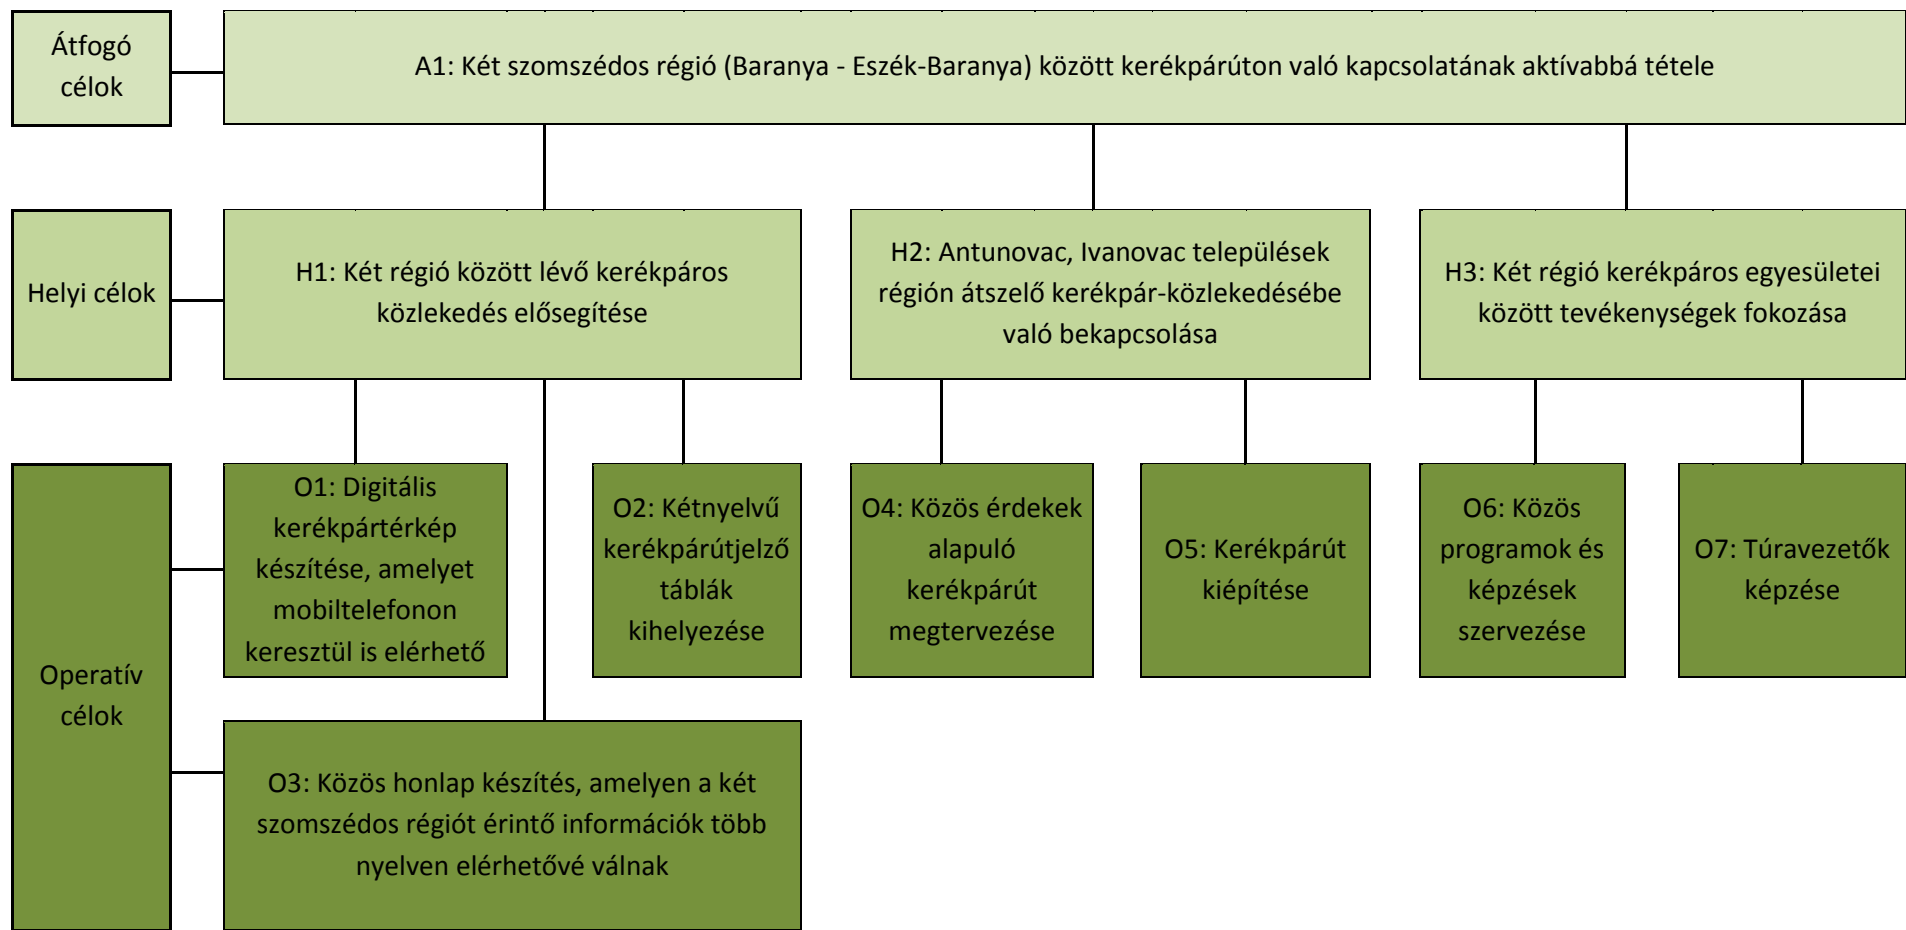 Átfogó
célok
A1: Két szomszédos régió (Baranya - Eszék-Baranya) között kerékpárúton való kapcsolatának aktívabbá tétele
Helyi célok
H1: Két régió között lévő kerékpáros
közlekedés elősegítése
H2: Antunovac, Ivanovac települések
régión átszelő kerékpár-közlekedésébe
való bekapcsolása
H3: Két régió kerékpáros egyesületei
között tevékenységek fokozása
Operatív
célok
O1: Digitális
kerékpártérkép
készítése, amelyet
mobiltelefonon
keresztül is elérhető
O2: Kétnyelvű
kerékpárútjelző
táblák
kihelyezése
O4: Közös érdekek
alapuló
kerékpárút
megtervezése
O5: Kerékpárút
kiépítése
O6: Közös
programok és
képzések
szervezése
O7: Túravezetők
képzése
O3: Közös honlap készítés, amelyen a két
szomszédos régiót érintő információk több
nyelven elérhetővé válnak